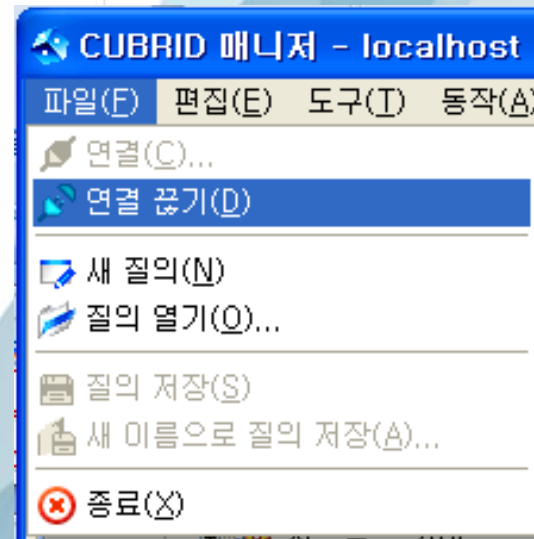 CUBRID 매니저 - localhost
파일(F) 편집(E) 도구(T) 동작(A)
연결(C)...
연결 끊기(D)
새 질의(N)
질의 열기(O)...
질의 저장(S)
새 이름으로 질의 저장(A)...
종료(X)